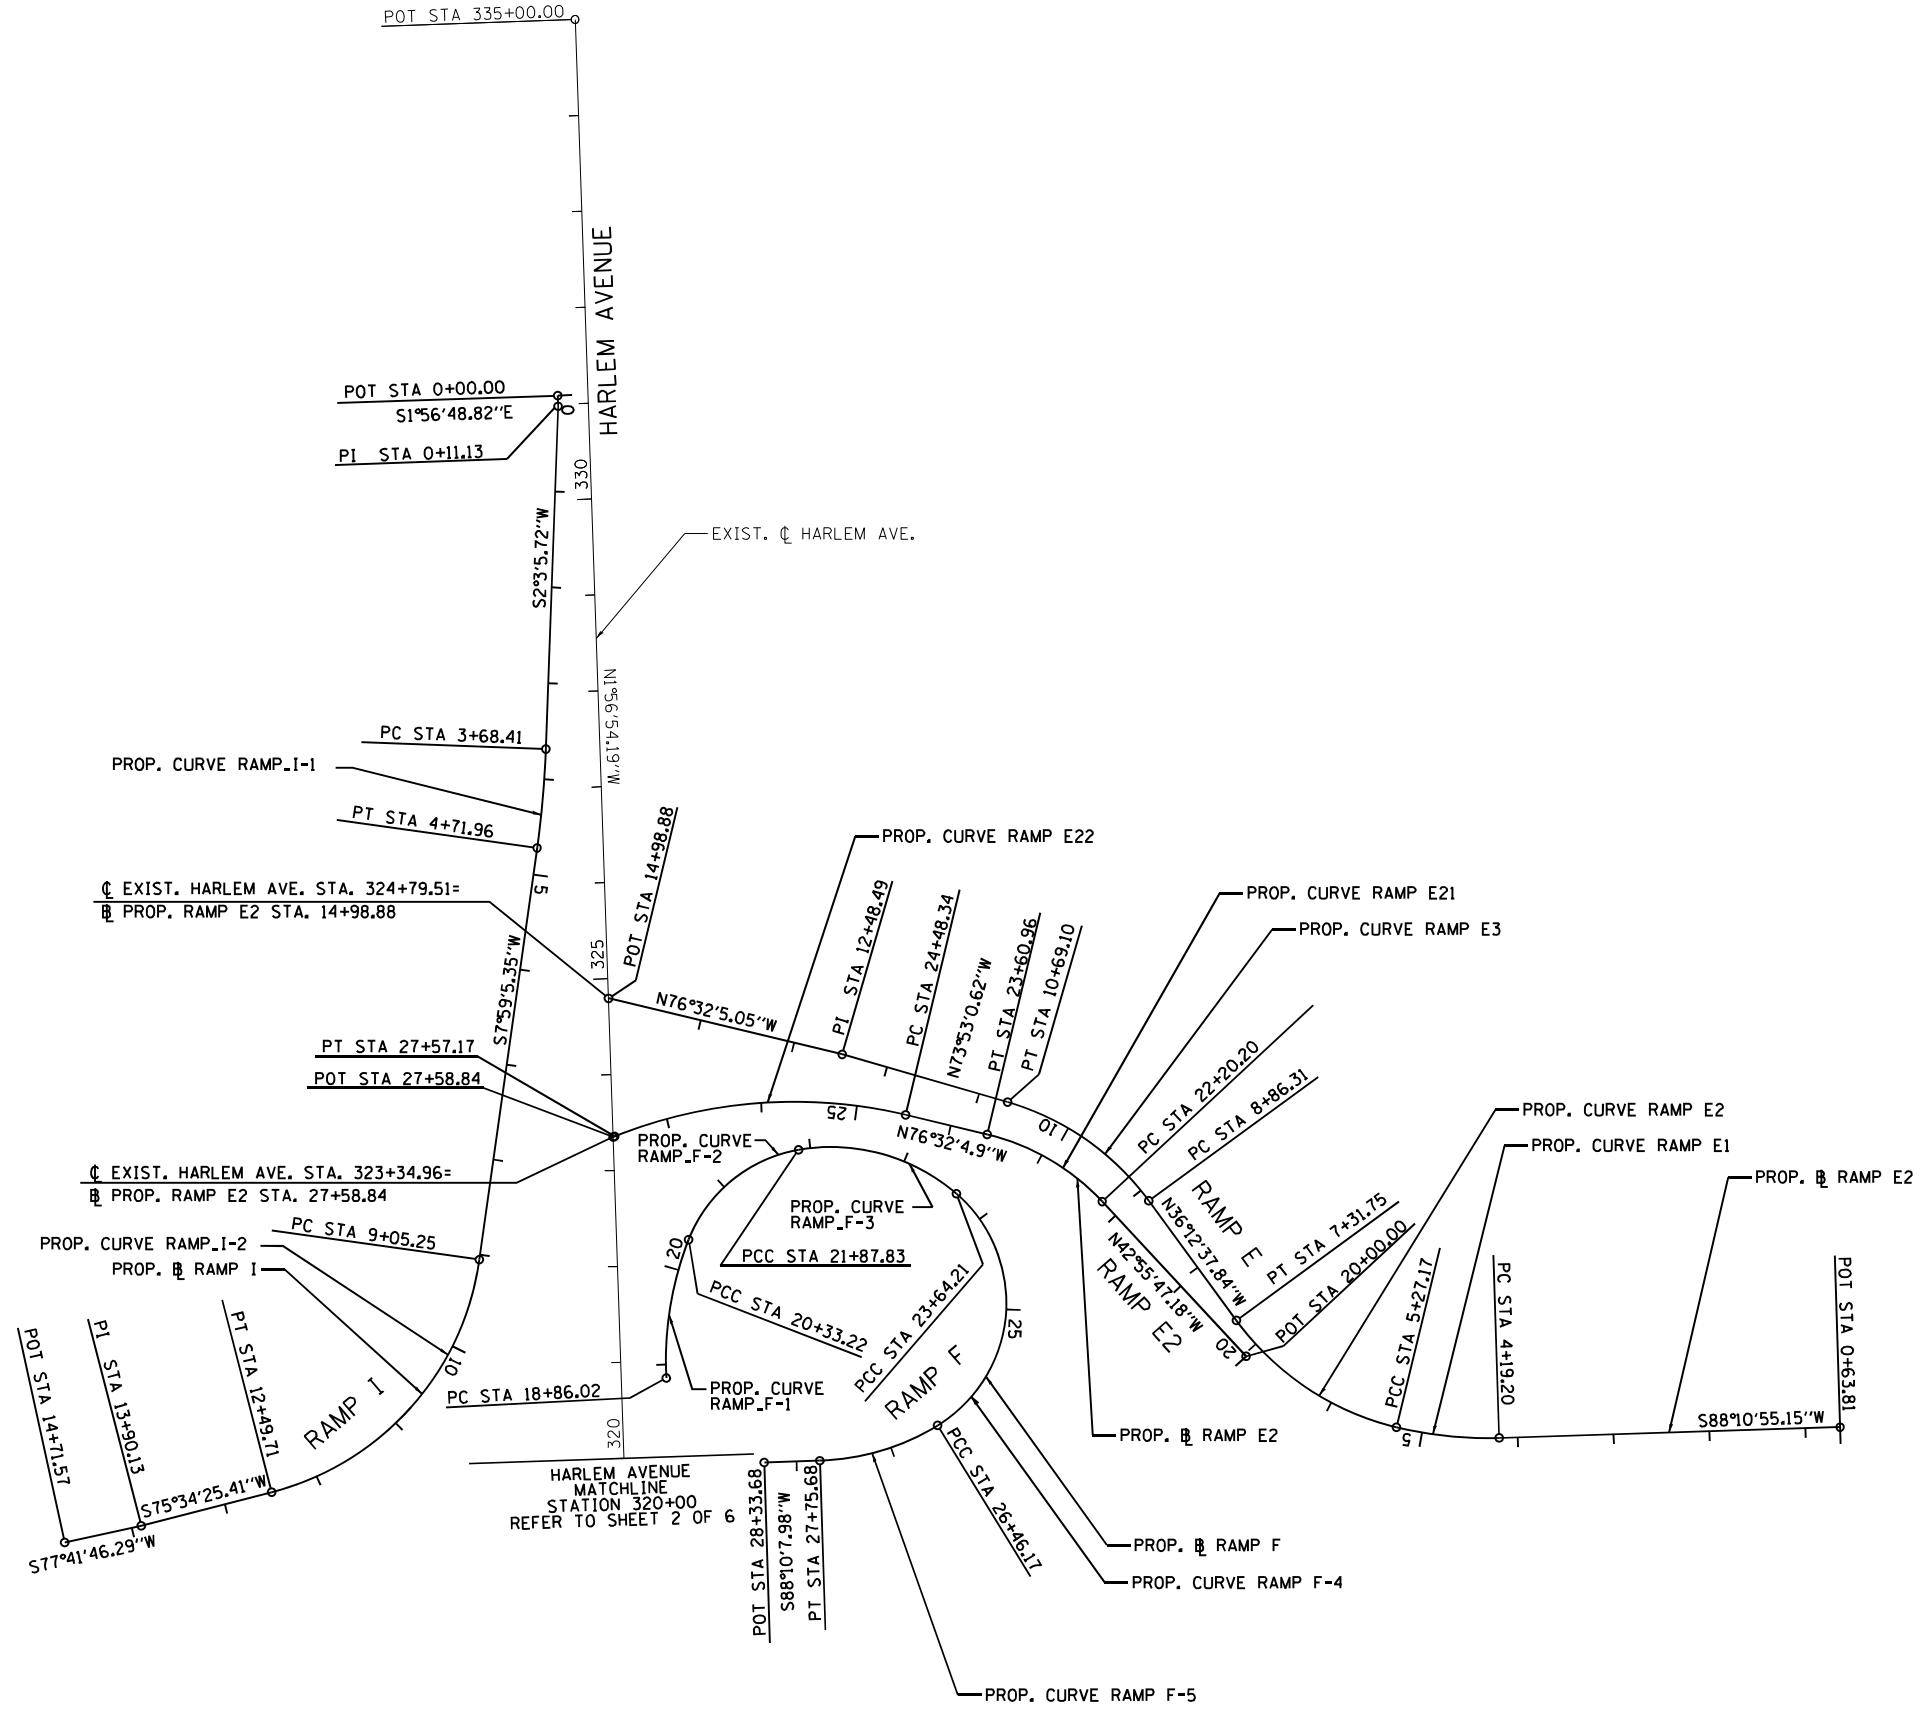 POT STA 335+00.00
HARLEM AVENUE
POT STA 0+00.00
S1°56'48.82''E
0
PI STA 0+11.13
330
S2°3'5.72''W
EXIST. ℄ HARLEM AVE.
N1°56'54.19''W
PC STA 3+68.41
PROP. CURVE RAMP_I-1
PT STA 4+71.96
POT STA 14+98.88
PROP. CURVE RAMP E22
℄ EXIST. HARLEM AVE. STA. 324+79.51=
5
PROP. CURVE RAMP E21
B̲L PROP. RAMP E2 STA. 14+98.88
PI STA 12+48.49
PC STA 24+48.34
PT STA 23+60.96
PT STA 10+69.10
PROP. CURVE RAMP E3
325
S7°59'5.35''W
N76°32'5.05''W
N73°53'0.62''W
PT STA 27+57.17
POT STA 27+58.84
25
10
PC STA 22+20.20
PC STA 8+86.31
PROP. CURVE RAMP E2
PROP. CURVE
RAMP_F-2
N76°32'4.9''W
PROP. CURVE RAMP E1
℄ EXIST. HARLEM AVE. STA. 323+34.96=
BL PROP. RAMP E2 STA. 27+58.84
PROP. BL RAMP E2
PROP. CURVE
RAMP_F-3
N36°12'37.84''W
RAMP E
PT STA 7+31.75
POT STA 20+00.00
PC STA 9+05.25
PROP. CURVE RAMP_I-2
PROP. BL RAMP I
20
PCC STA 21+87.83
N42°55'47.18''W
RAMP E2
PCC STA 5+27.17
PC STA 4+19.20
POT STA 0+63.81
PCC STA 20+33.22
PCC STA 23+64.21
25
20
POT STA 14+71.57
PI STA 13+90.13
PT STA 12+49.71
10
RAMP I
PC STA 18+86.02
PROP. CURVE
RAMP_F-1
RAMP F
S88°10'55.15''W
320
PROP. BL RAMP E2
5
HARLEM AVENUE
MATCHLINE
STATION 320+00
REFER TO SHEET 2 OF 6
S75°34'25.41''W
S77°41'46.29''W
POT STA 28+33.68
S88°10'7.98''W
PT STA 27+75.68
PCC STA 26+46.17
PROP. BL RAMP F
PROP. CURVE RAMP F-4
PROP. CURVE RAMP F-5